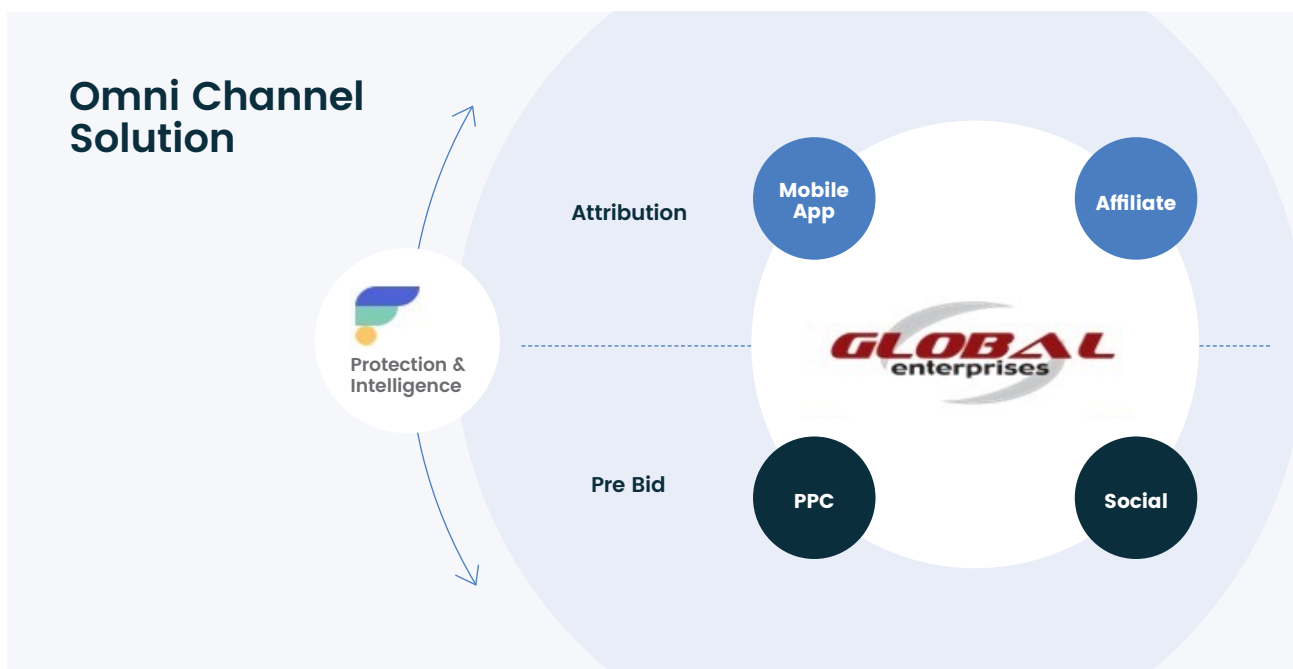 Omni Channel
Solution
Attribution
Mobile
App
Affiliate
Protection &
Intelligence
GLOBAL
enterprises
Pre Bid
PPC
Social